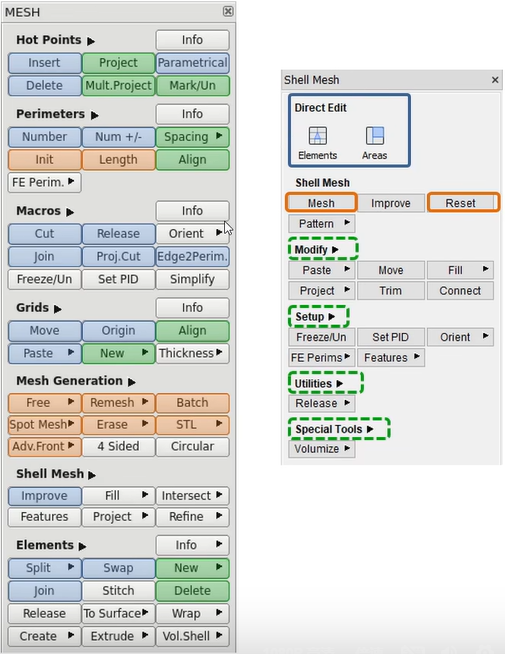 MESH
Hot Points
Info
Insert Project Parametrical
Delete Mult.Project Mark/Un
Perimeters
Info
Number Num +/- Spacing
Init Length Align
FE Perim.
Macros
Info
Cut Release Orient
Join Proj.Cut Edge2Perim.
Freeze/Un Set PID Simplify
Grids
Info
Move Origin Align
Paste New Thickness
Mesh Generation
Free Remesh Batch
Spot Mesh Erase STL
Adv.Front 4 Sided Circular
Shell Mesh
Improve Fill Intersect
Features Project Refine
Elements
Info
Split Swap New
Join Stitch Delete
Release To Surface Wrap
Create Extrude Vol.Shell
Shell Mesh
Direct Edit
Elements Areas
Shell Mesh
Mesh Improve Reset
Pattern
Modify
Paste Move Fill
Project Trim Connect
Setup
Freeze/Un Set PID Orient
FE Perims Features
Utilities
Release
Special Tools
Volumize